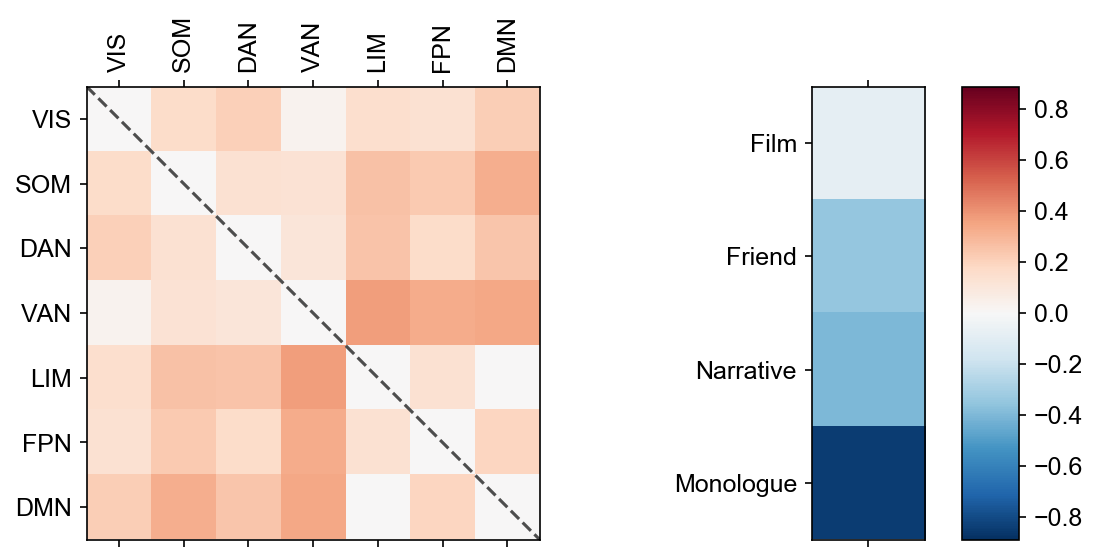 VIS SOM DAN VAN LIM FPN DMN
VIS
SOM
DAN
VAN
LIM
FPN
DMN
Film
Friend
Narrative
Monologue
0.8
0.6
0.4
0.2
0.0
−0.2
−0.4
−0.6
−0.8